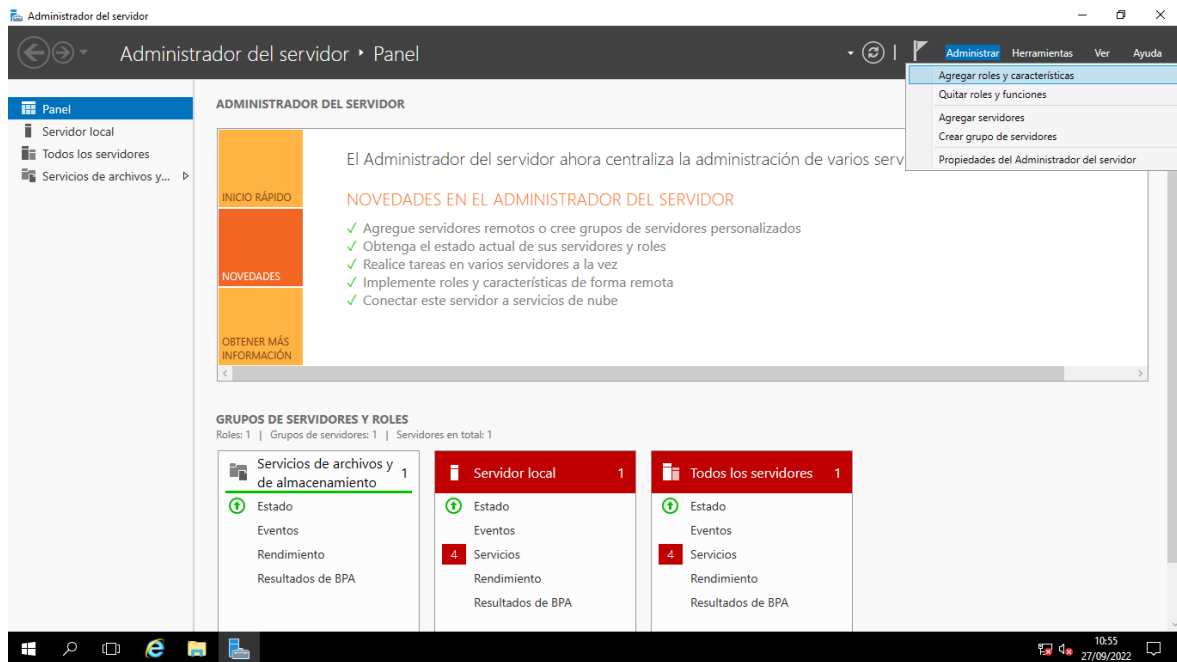 Administrador del servidor
Administrador del servidor ‣ Panel
Administrar Herramientas Ver Ayuda
Agregar roles y características
Quitar roles y funciones
Agregar servidores
Crear grupo de servidores
Propiedades del Administrador del servidor
Panel
Servidor local
Todos los servidores
Servicios de archivos y...
ADMINISTRADOR DEL SERVIDOR
INICIO RÁPIDO
NOVEDADES
OBTENER MÁS
INFORMACIÓN
El Administrador del servidor ahora centraliza la administración de varios serv
NOVEDADES EN EL ADMINISTRADOR DEL SERVIDOR
✓ Agregue servidores remotos o cree grupos de servidores personalizados
✓ Obtenga el estado actual de sus servidores y roles
✓ Realice tareas en varios servidores a la vez
✓ Implemente roles y características de forma remota
✓ Conectar este servidor a servicios de nube
GRUPOS DE SERVIDORES Y ROLES
Roles: 1 | Grupos de servidores: 1 | Servidores en total: 1
Servicios de archivos y
de almacenamiento 1
Estado
Eventos
Rendimiento
Resultados de BPA
Servidor local 1
Estado
Eventos
4 Servicios
Rendimiento
Resultados de BPA
Todos los servidores 1
Estado
Eventos
4 Servicios
Rendimiento
Resultados de BPA
10:55
27/09/2022